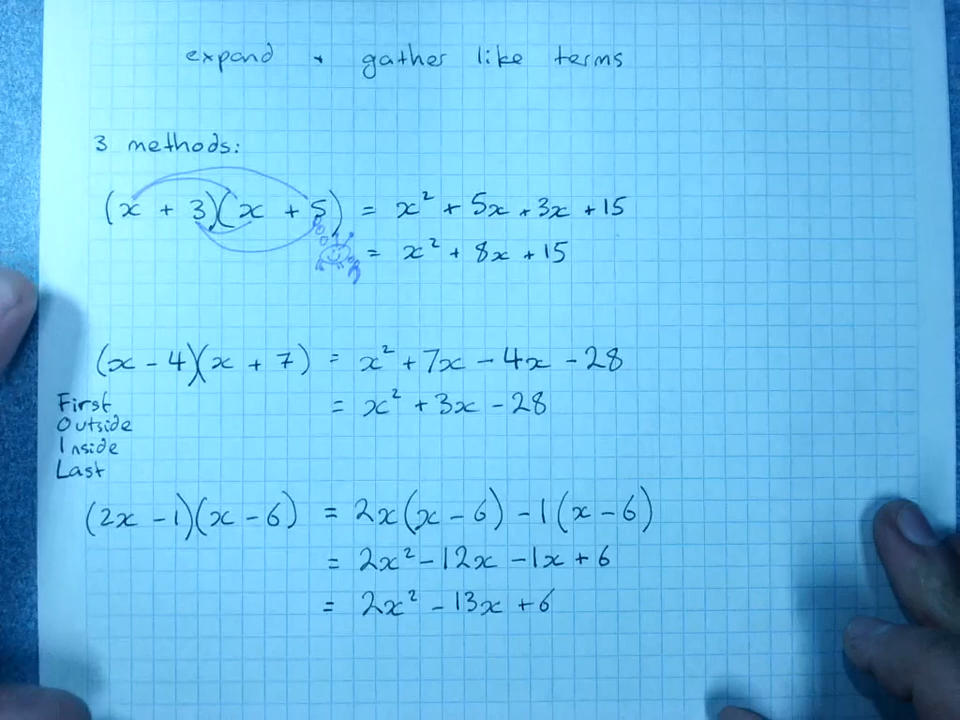 expand + gather like terms
3 methods:
(x + 3)(x + 5) = x² + 5x + 3x + 15
= x² + 8x + 15
(x - 4)(x + 7) = x² + 7x - 4x - 28
= x² + 3x - 28
First
Outside
Inside
Last
(2x - 1)(x - 6) = 2x(x - 6) - 1(x - 6)
= 2x² - 12x - 1x + 6
= 2x² - 13x + 6